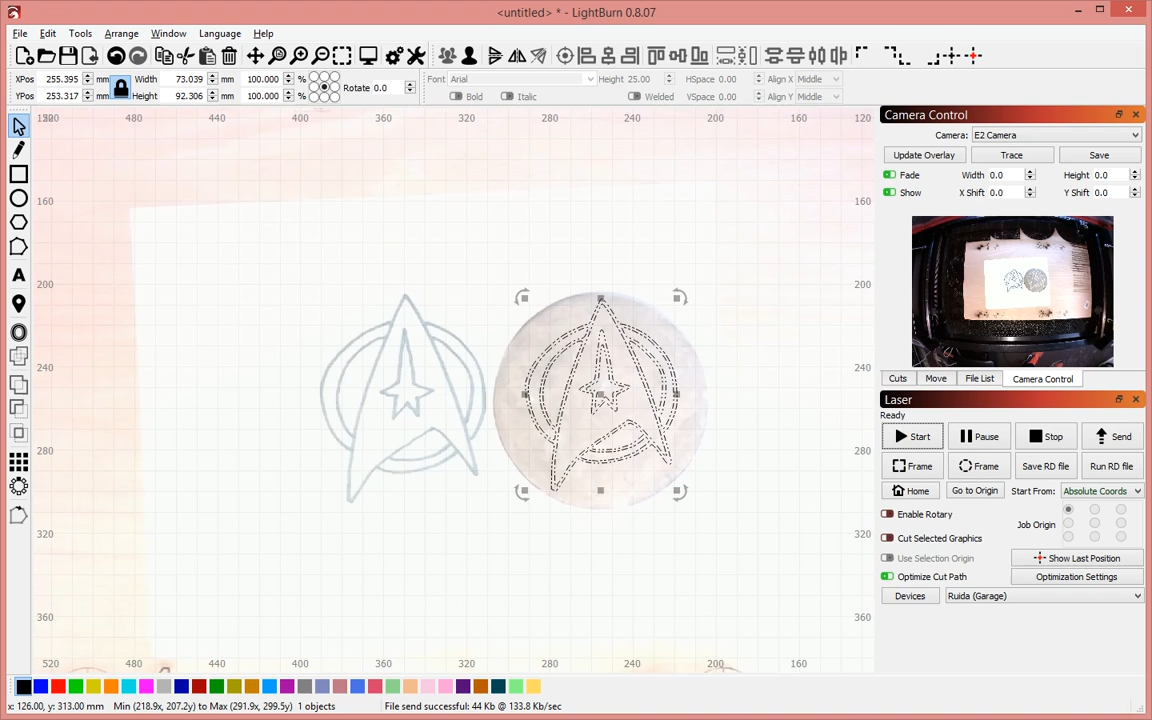 <untitled> * - LightBurn 0.8.07
File Edit Tools Arrange Window Language Help
XPos 255.395 mm Width 73.039 mm 100.000 %
YPos 253.317 mm Height 92.306 mm 100.000 %
Rotate 0.0
Font Arial Height 25.00 HSpace 0.00 Align X Middle
Bold Italic Welded VSpace 0.00 Align Y Middle
480 440 400 360 320 280 240 200 160 120
120 120
160 160
200 200
240 240
280 280
320 320
360 360
520 480 440 400 360 320 280 240 200 160
A
Camera Control
Camera: E2 Camera
Update Overlay Trace Save
Fade Width 0.0 Height 0.0
Show X Shift 0.0 Y Shift 0.0
Cuts Move File List Camera Control
Laser
Ready
Start Pause Stop Send
Frame Frame Save RD file Run RD file
Home Go to Origin Start From: Absolute Coords
Enable Rotary
Job Origin
Cut Selected Graphics
Use Selection Origin Show Last Position
Optimize Cut Path Optimization Settings
Devices Ruida (Garage)
x: 126.00, y: 313.00 mm Min (218.9x, 207.2y) to Max (291.9x, 299.5y) 1 objects File send successful: 44 Kb @ 133.8 Kb/sec